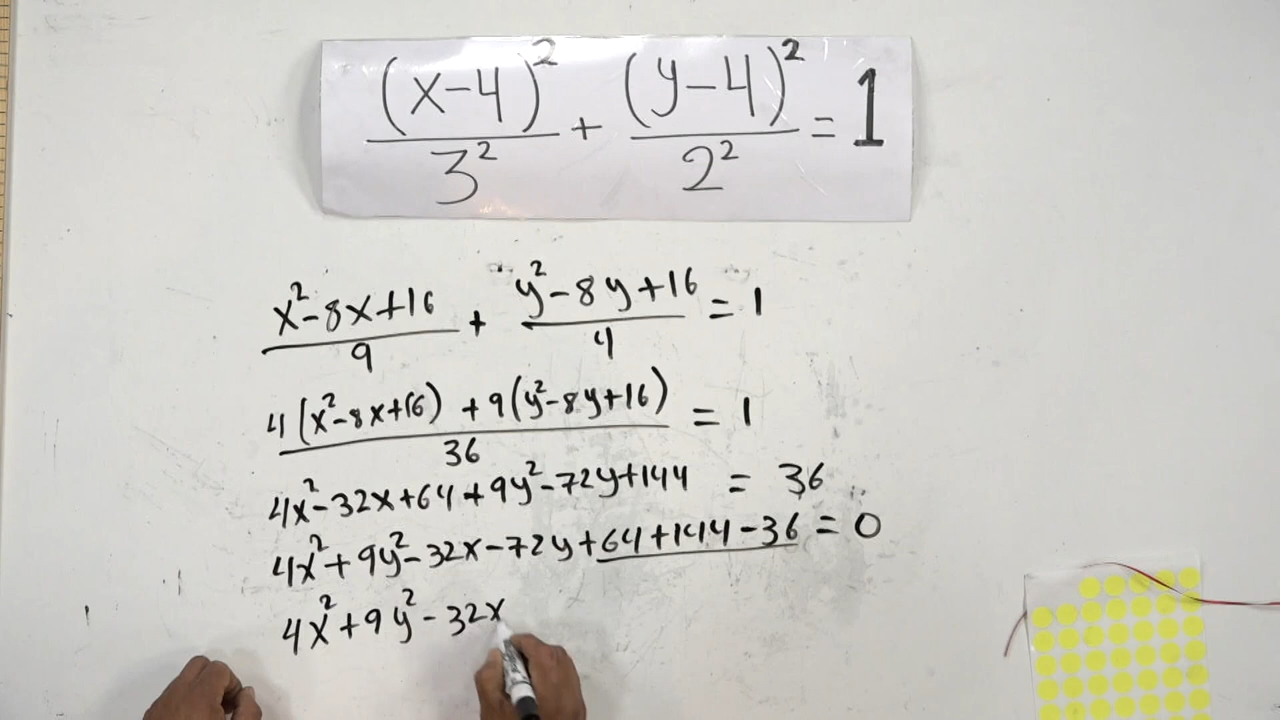 (x-4)²/3² + (y-4)²/2² = 1
x²-8x+16/9 + y²-8y+16/4 = 1
4(x²-8x+16) + 9(y²-8y+16)/36 = 1
4x²-32x+64+9y²-72y+144 = 36
4x²+9y²-32x-72y+64+144-36 = 0
4x²+9y²-32x